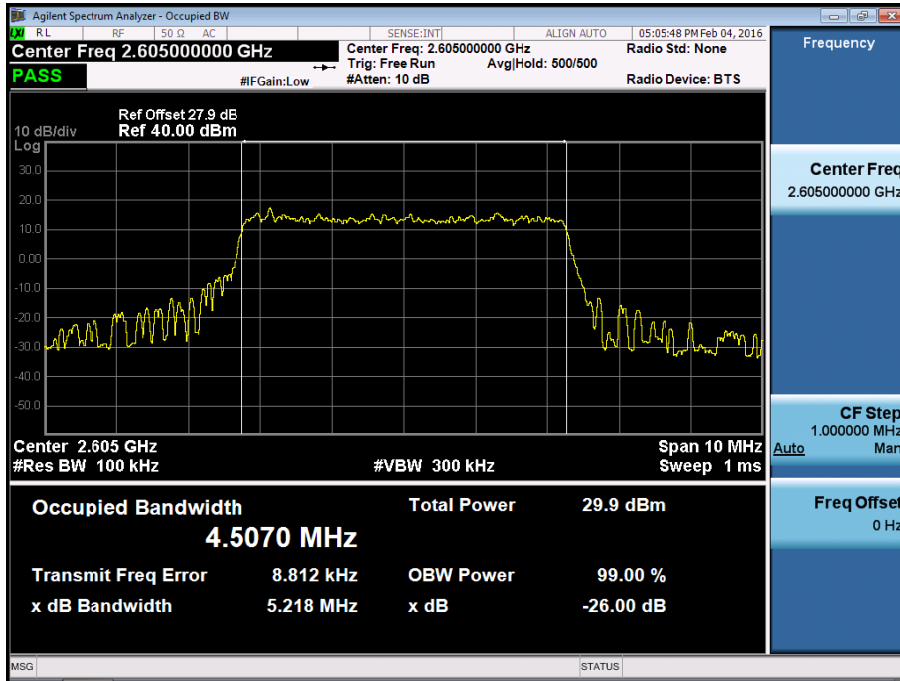 Agilent Spectrum Analyzer - Occupied BW
LXI RL RF 50 Ω AC SENSE:INT ALIGN AUTO 05:05:48 PM Feb 04, 2016
Center Freq 2.605000000 GHz
Center Freq: 2.605000000 GHz
Radio Std: None
Trig: Free Run Avg|Hold: 500/500
PASS
#IFGain:Low
#Atten: 10 dB
Radio Device: BTS
Ref Offset 27.9 dB
10 dB/div Ref 40.00 dBm
Log
30.0
20.0
10.0
0.00
-10.0
-20.0
-30.0
-40.0
-50.0
Center 2.605 GHz Span 10 MHz
#Res BW 100 kHz #VBW 300 kHz Sweep 1 ms
Occupied Bandwidth Total Power 29.9 dBm
4.5070 MHz
Transmit Freq Error 8.812 kHz OBW Power 99.00 %
x dB Bandwidth 5.218 MHz x dB -26.00 dB
MSG STATUS
Frequency
Center Freq
2.605000000 GHz
CF Step
1.000000 MHz
Auto Man
Freq Offset
0 Hz